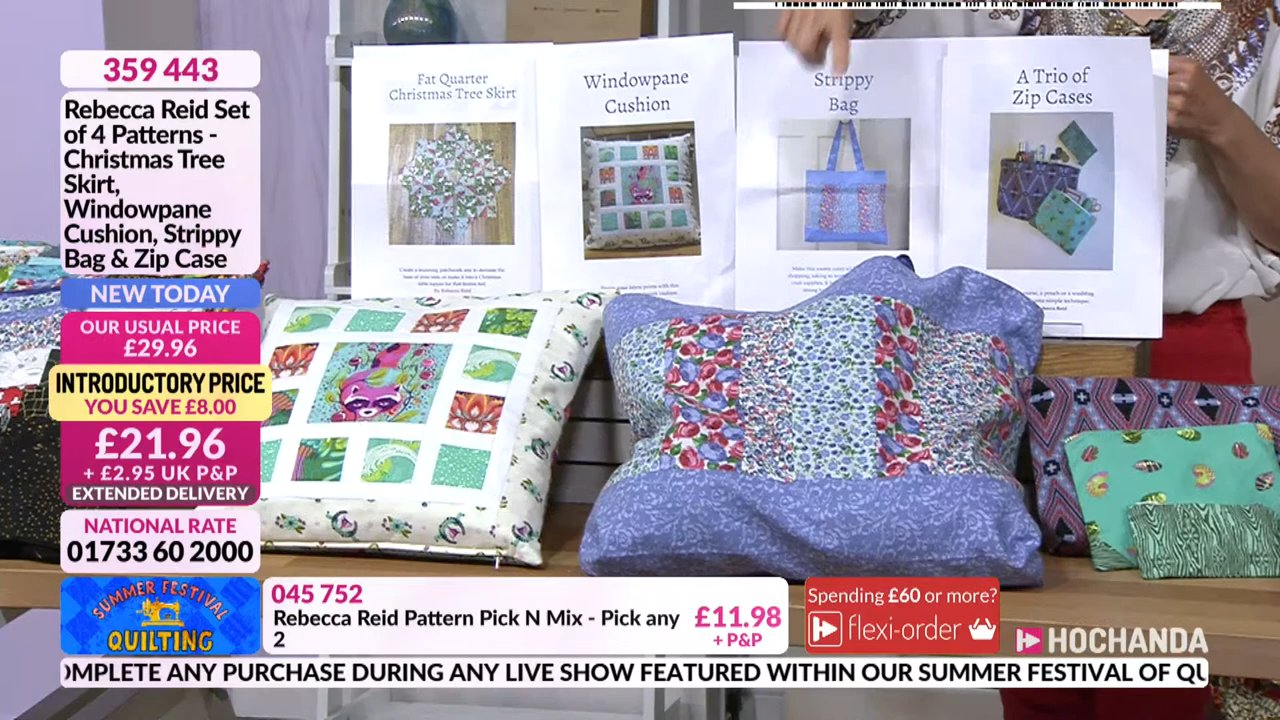 359 443
Rebecca Reid Set
of 4 Patterns -
Christmas Tree
Skirt,
Windowpane
Cushion, Strippy
Bag & Zip Case
NEW TODAY
OUR USUAL PRICE
£29.96
INTRODUCTORY PRICE
YOU SAVE £8.00
£21.96
+ £2.95 UK P&P
EXTENDED DELIVERY
NATIONAL RATE
01733 60 2000
SUMMER FESTIVAL
QUILTING
Fat Quarter
Christmas Tree Skirt
Windowpane
Cushion
Strippy
Bag
A Trio of
Zip Cases
045 752
Rebecca Reid Pattern Pick N Mix - Pick any
2
£11.98
+ P&P
Spending £60 or more?
flexi-order
HOCHANDA
OMPLETE ANY PURCHASE DURING ANY LIVE SHOW FEATURED WITHIN OUR SUMMER FESTIVAL OF QU